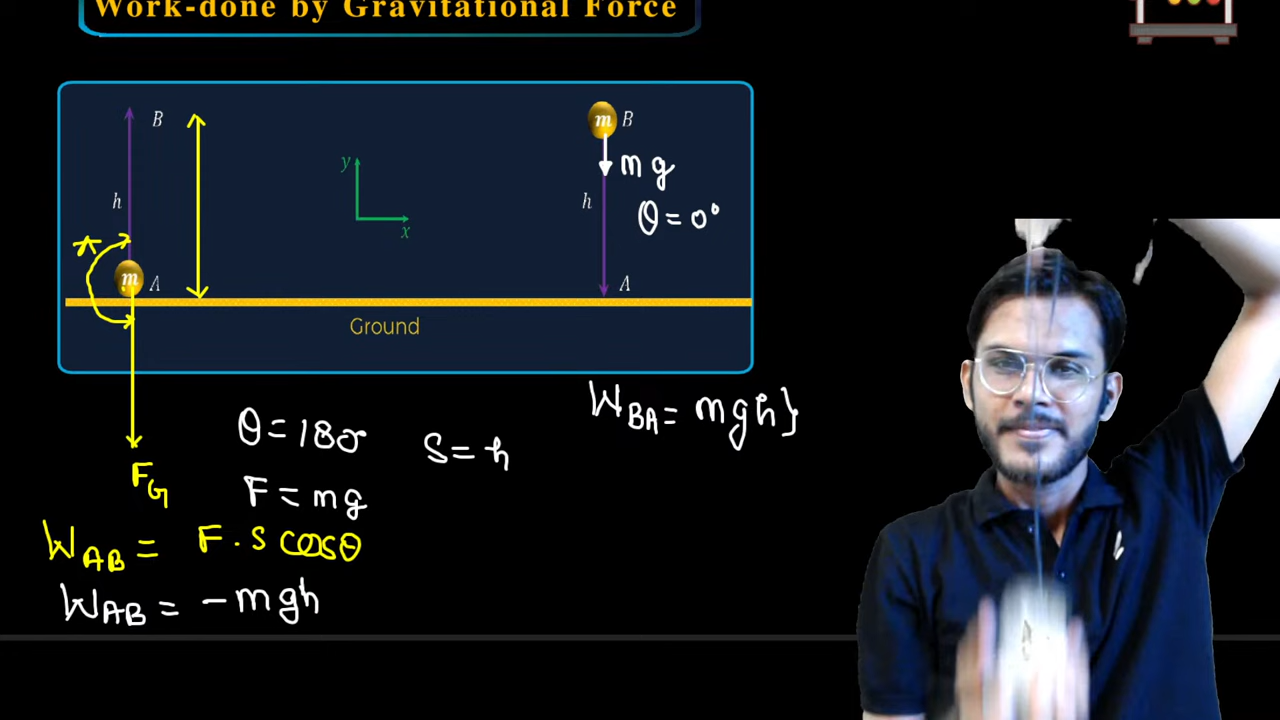 Work-done by Gravitational Force
B
h
π
m
A
y
x
m B
mg
h
θ = 0°
A
Ground
F_G
θ = 180°
S = h
F = mg
W_AB = F . S cosθ
W_AB = -mgh
W_BA = mgh}